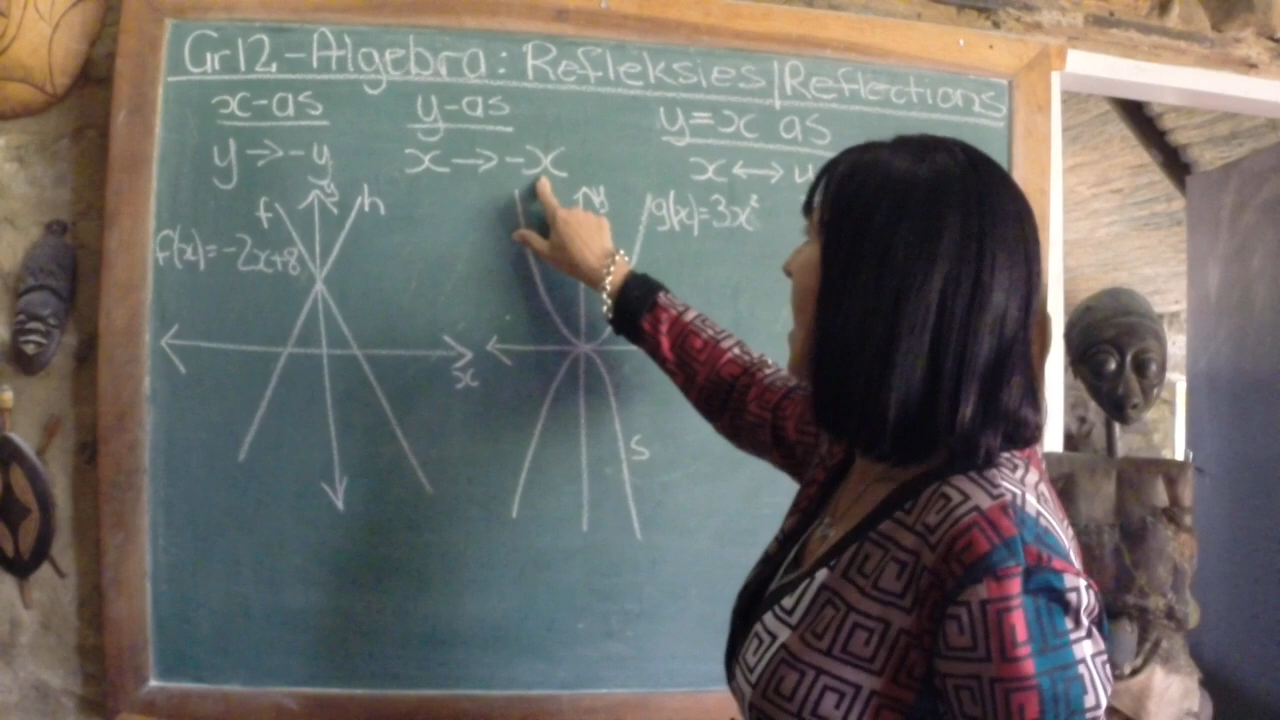 Gr12-Algebra: Refleksies/Reflections
x-as y-as y=x as
y→-y x→-x x↔y
f y h
f(x)=-2x+8
x
y g(x)=3x²
s